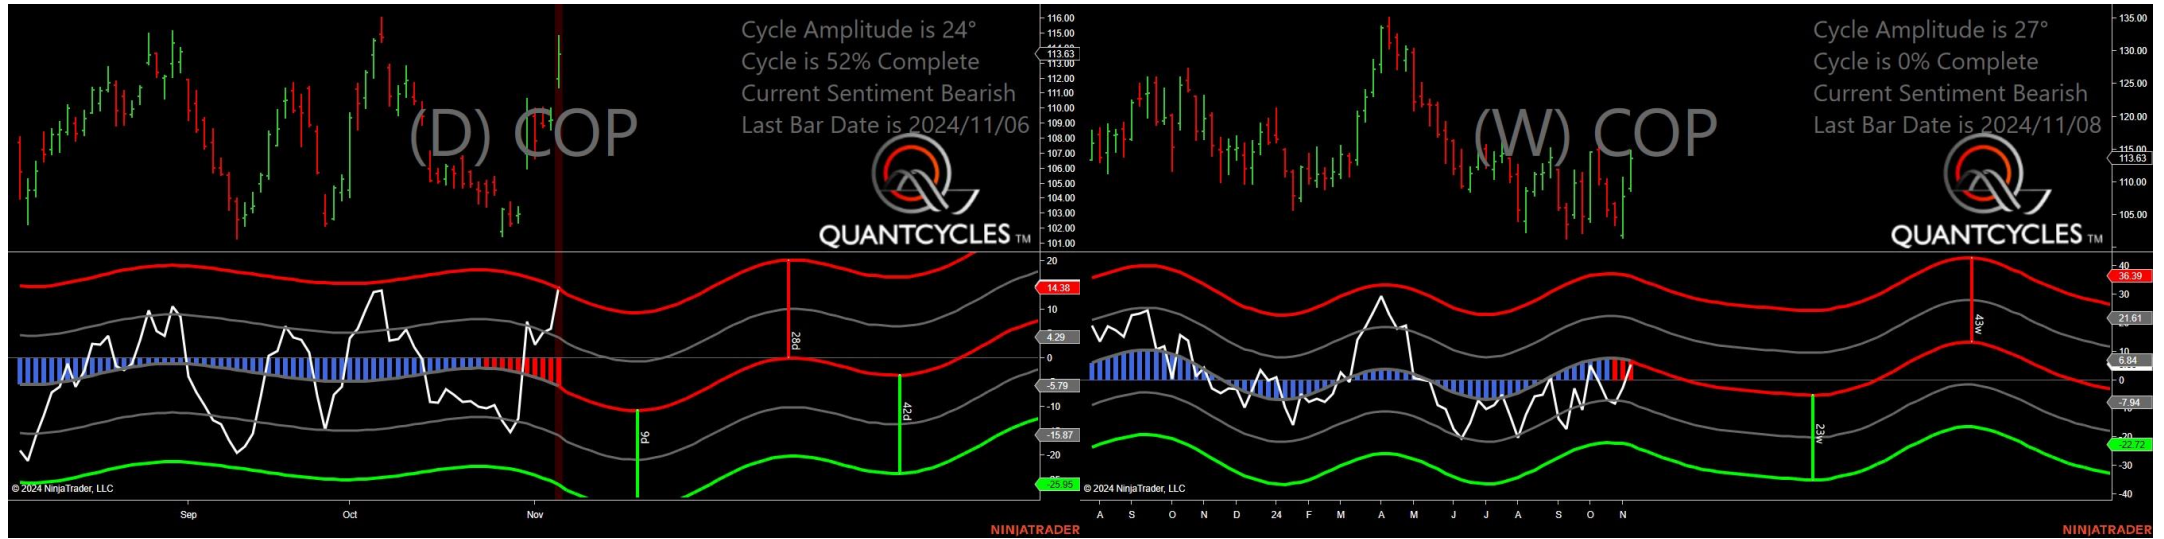 Cycle Amplitude is 24°
Cycle is 52% Complete
Current Sentiment Bearish
Last Bar Date is 2024/11/06
(D) COP
QUANTCYCLES TM
116.00
115.00
113.63
113.00
112.00
111.00
110.00
109.00
108.00
107.00
106.00
105.00
104.00
103.00
102.00
101.00
20
14.38
10
4.29
0
-5.79
-10
-15.87
-20
-25.95
28d
9d
42d
© 2024 NinjaTrader, LLC
Sep
Oct
Nov
NINJATRADER
Cycle Amplitude is 27°
Cycle is 0% Complete
Current Sentiment Bearish
Last Bar Date is 2024/11/08
(W) COP
QUANTCYCLES TM
135.00
130.00
125.00
120.00
115.00
113.63
110.00
105.00
40
36.39
30
21.61
6.84
0
-7.94
-20
-22.72
-30
-40
43w
23w
© 2024 NinjaTrader, LLC
A S O N D 24 F M A M J J A S O N
NINJATRADER